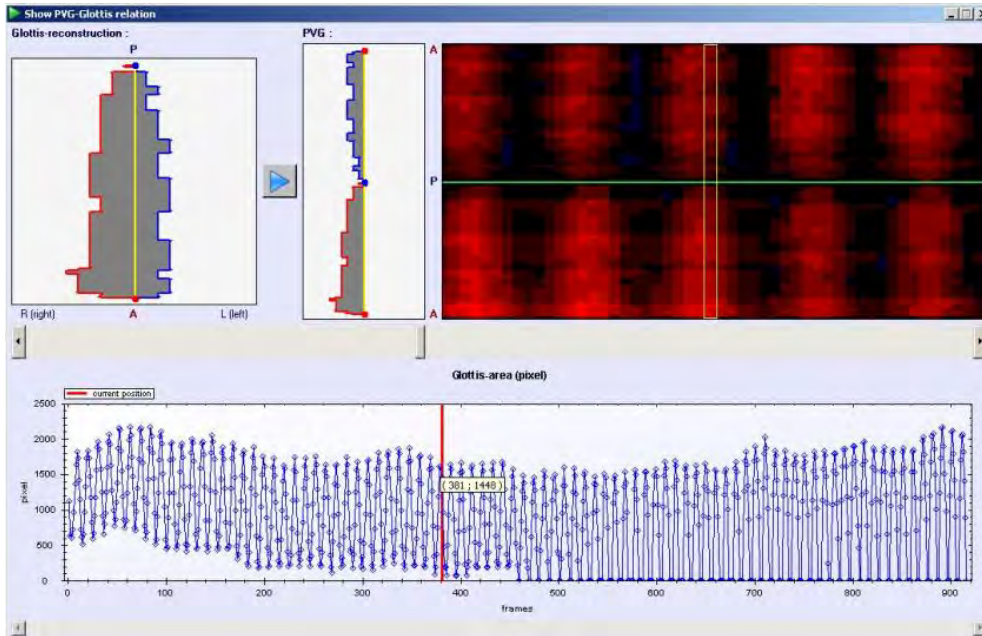 Show PVG-Glottis relation
Glottis-reconstruction :
PVG :
P
A
P
A
R (right)
A
L (left)
Glottis-area (pixel)
current position
2500
2000
1500
1000
500
0
pixel
(381 ; 1448)
0
100
200
300
400
500
600
700
800
900
frames